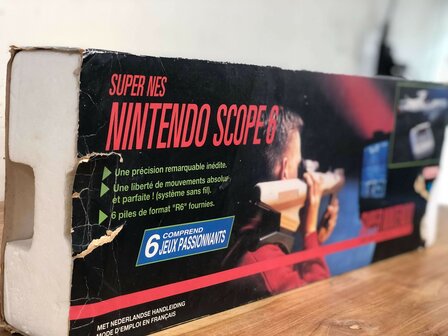 SUPER NES
NINTENDO SCOPE 6
Une précision remarquable inédite.
Une liberté de mouvements absolue
et parfaite ! (système sans fil).
6 piles de format "R6" fournies.
6 COMPREND
JEUX PASSIONNANTS
MET NEDERLANDSE HANDLEIDING
MODE D'EMPLOI EN FRANÇAIS